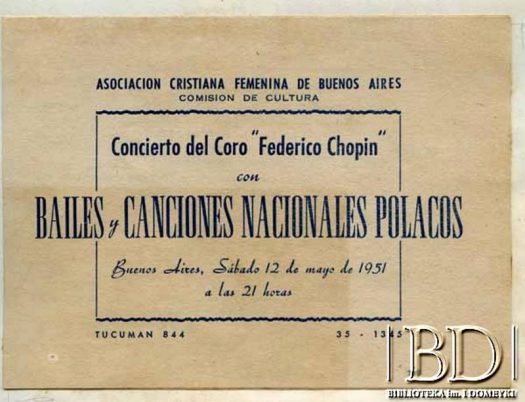 ASOCIACION CRISTIANA FEMENINA DE BUENOS AIRES
COMISION DE CULTURA
Concierto del Coro "Federico Chopin"
con
BAILES y CANCIONES NACIONALES POLACOS
Buenos Aires, Sábado 12 de mayo de 1951
a las 21 horas
TUCUMAN 844 35 - 1345
|BD|
BIBLIOTEKA im. I DOMEYKI